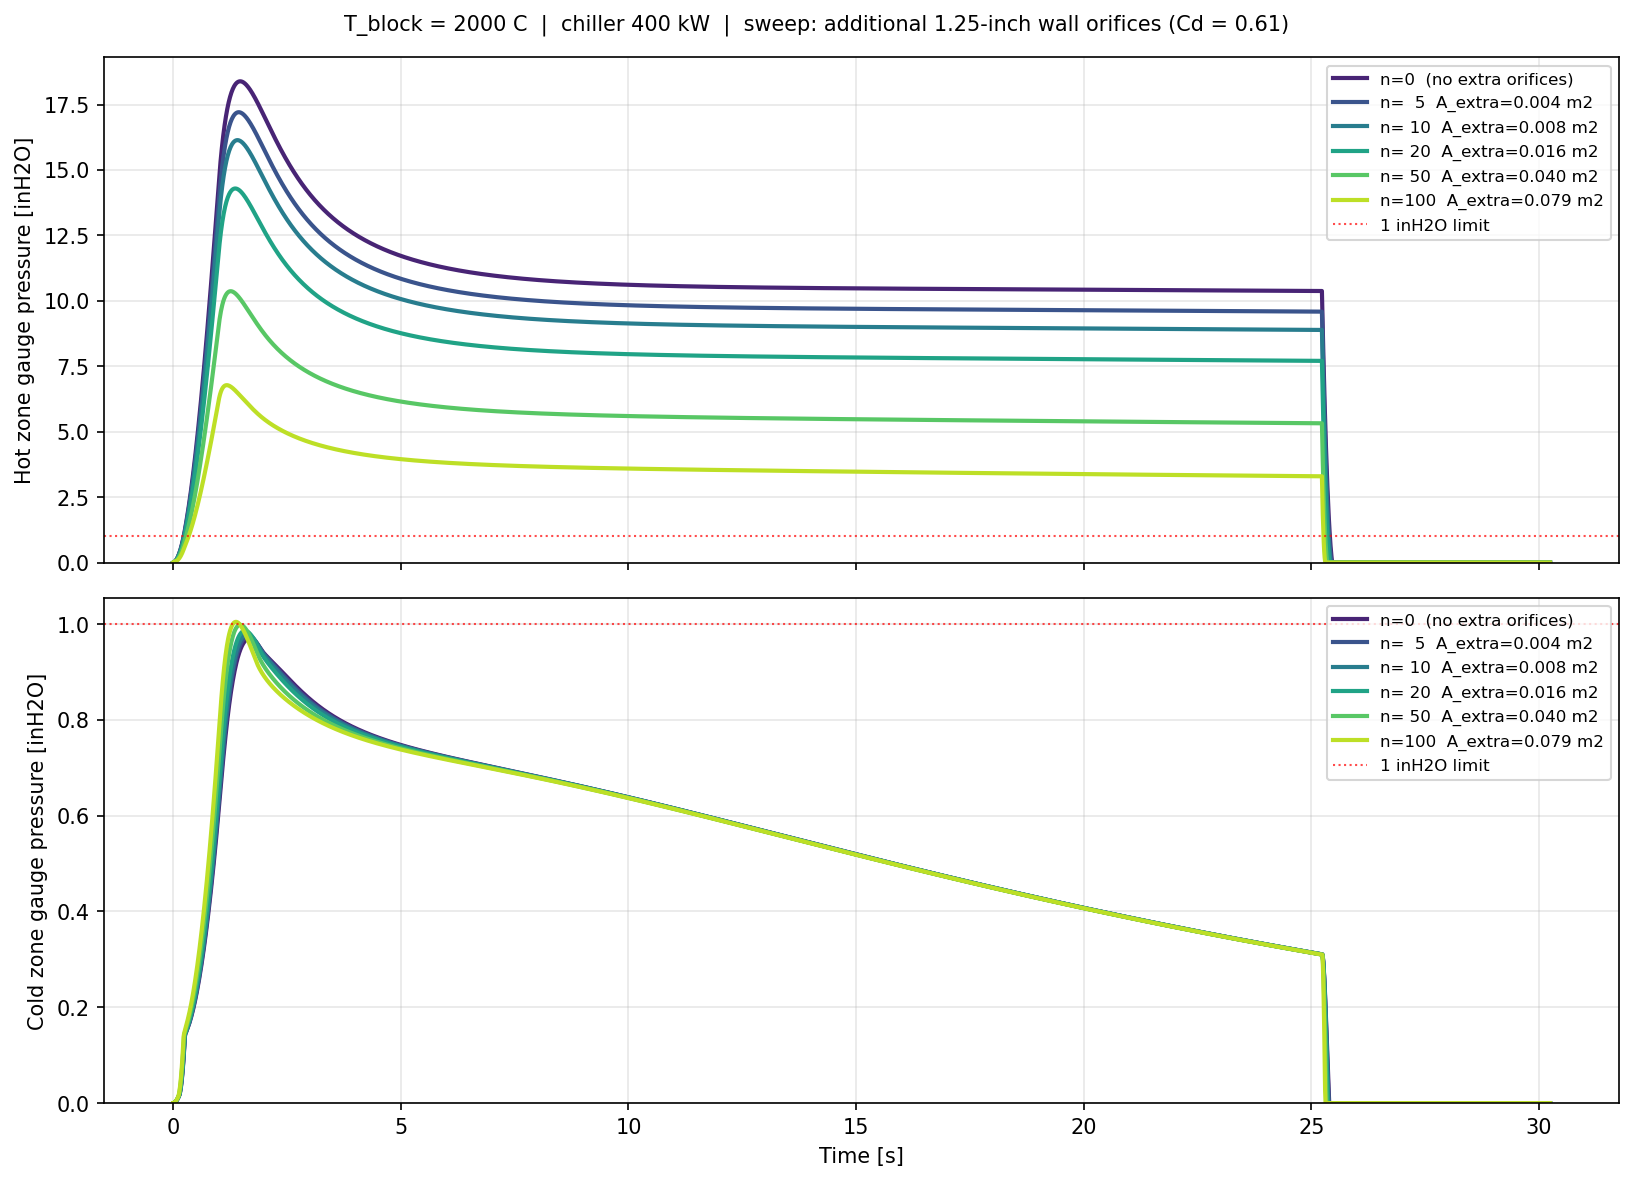 T_block = 2000 C  |  chiller 400 kW  |  sweep: additional 1.25-inch wall orifices (Cd = 0.61)
Hot zone gauge pressure [inH2O]
17.5
15.0
12.5
10.0
7.5
5.0
2.5
0.0
n=0  (no extra orifices)
n=  5  A_extra=0.004 m2
n= 10  A_extra=0.008 m2
n= 20  A_extra=0.016 m2
n= 50  A_extra=0.040 m2
n=100  A_extra=0.079 m2
1 inH2O limit
Cold zone gauge pressure [inH2O]
1.0
0.8
0.6
0.4
0.2
0.0
n=0  (no extra orifices)
n=  5  A_extra=0.004 m2
n= 10  A_extra=0.008 m2
n= 20  A_extra=0.016 m2
n= 50  A_extra=0.040 m2
n=100  A_extra=0.079 m2
1 inH2O limit
0 5 10 15 20 25 30
Time [s]